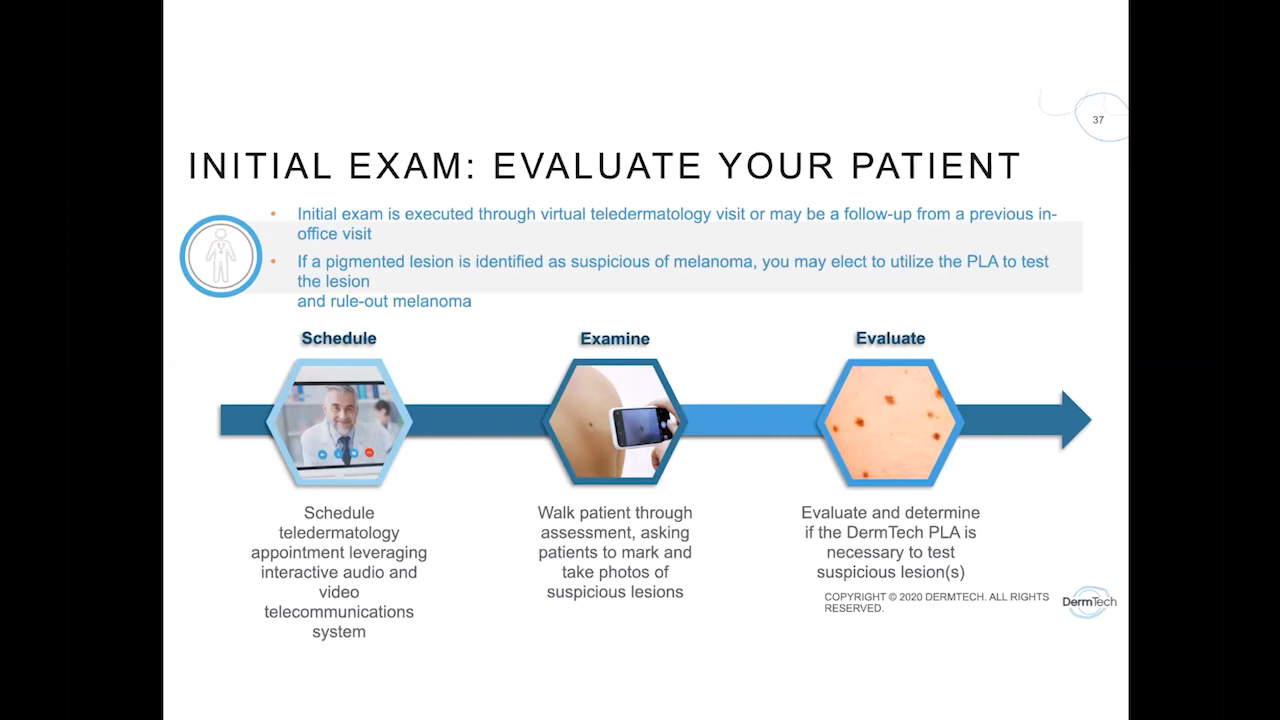 37
INITIAL EXAM: EVALUATE YOUR PATIENT
• Initial exam is executed through virtual teledermatology visit or may be a follow-up from a previous in-
office visit
• If a pigmented lesion is identified as suspicious of melanoma, you may elect to utilize the PLA to test
the lesion
and rule-out melanoma
Schedule
Examine
Evaluate
Schedule
teledermatology
appointment leveraging
interactive audio and
video
telecommunications
system
Walk patient through
assessment, asking
patients to mark and
take photos of
suspicious lesions
Evaluate and determine
if the DermTech PLA is
necessary to test
suspicious lesion(s)
COPYRIGHT © 2020 DERMTECH. ALL RIGHTS
RESERVED.
DermTech